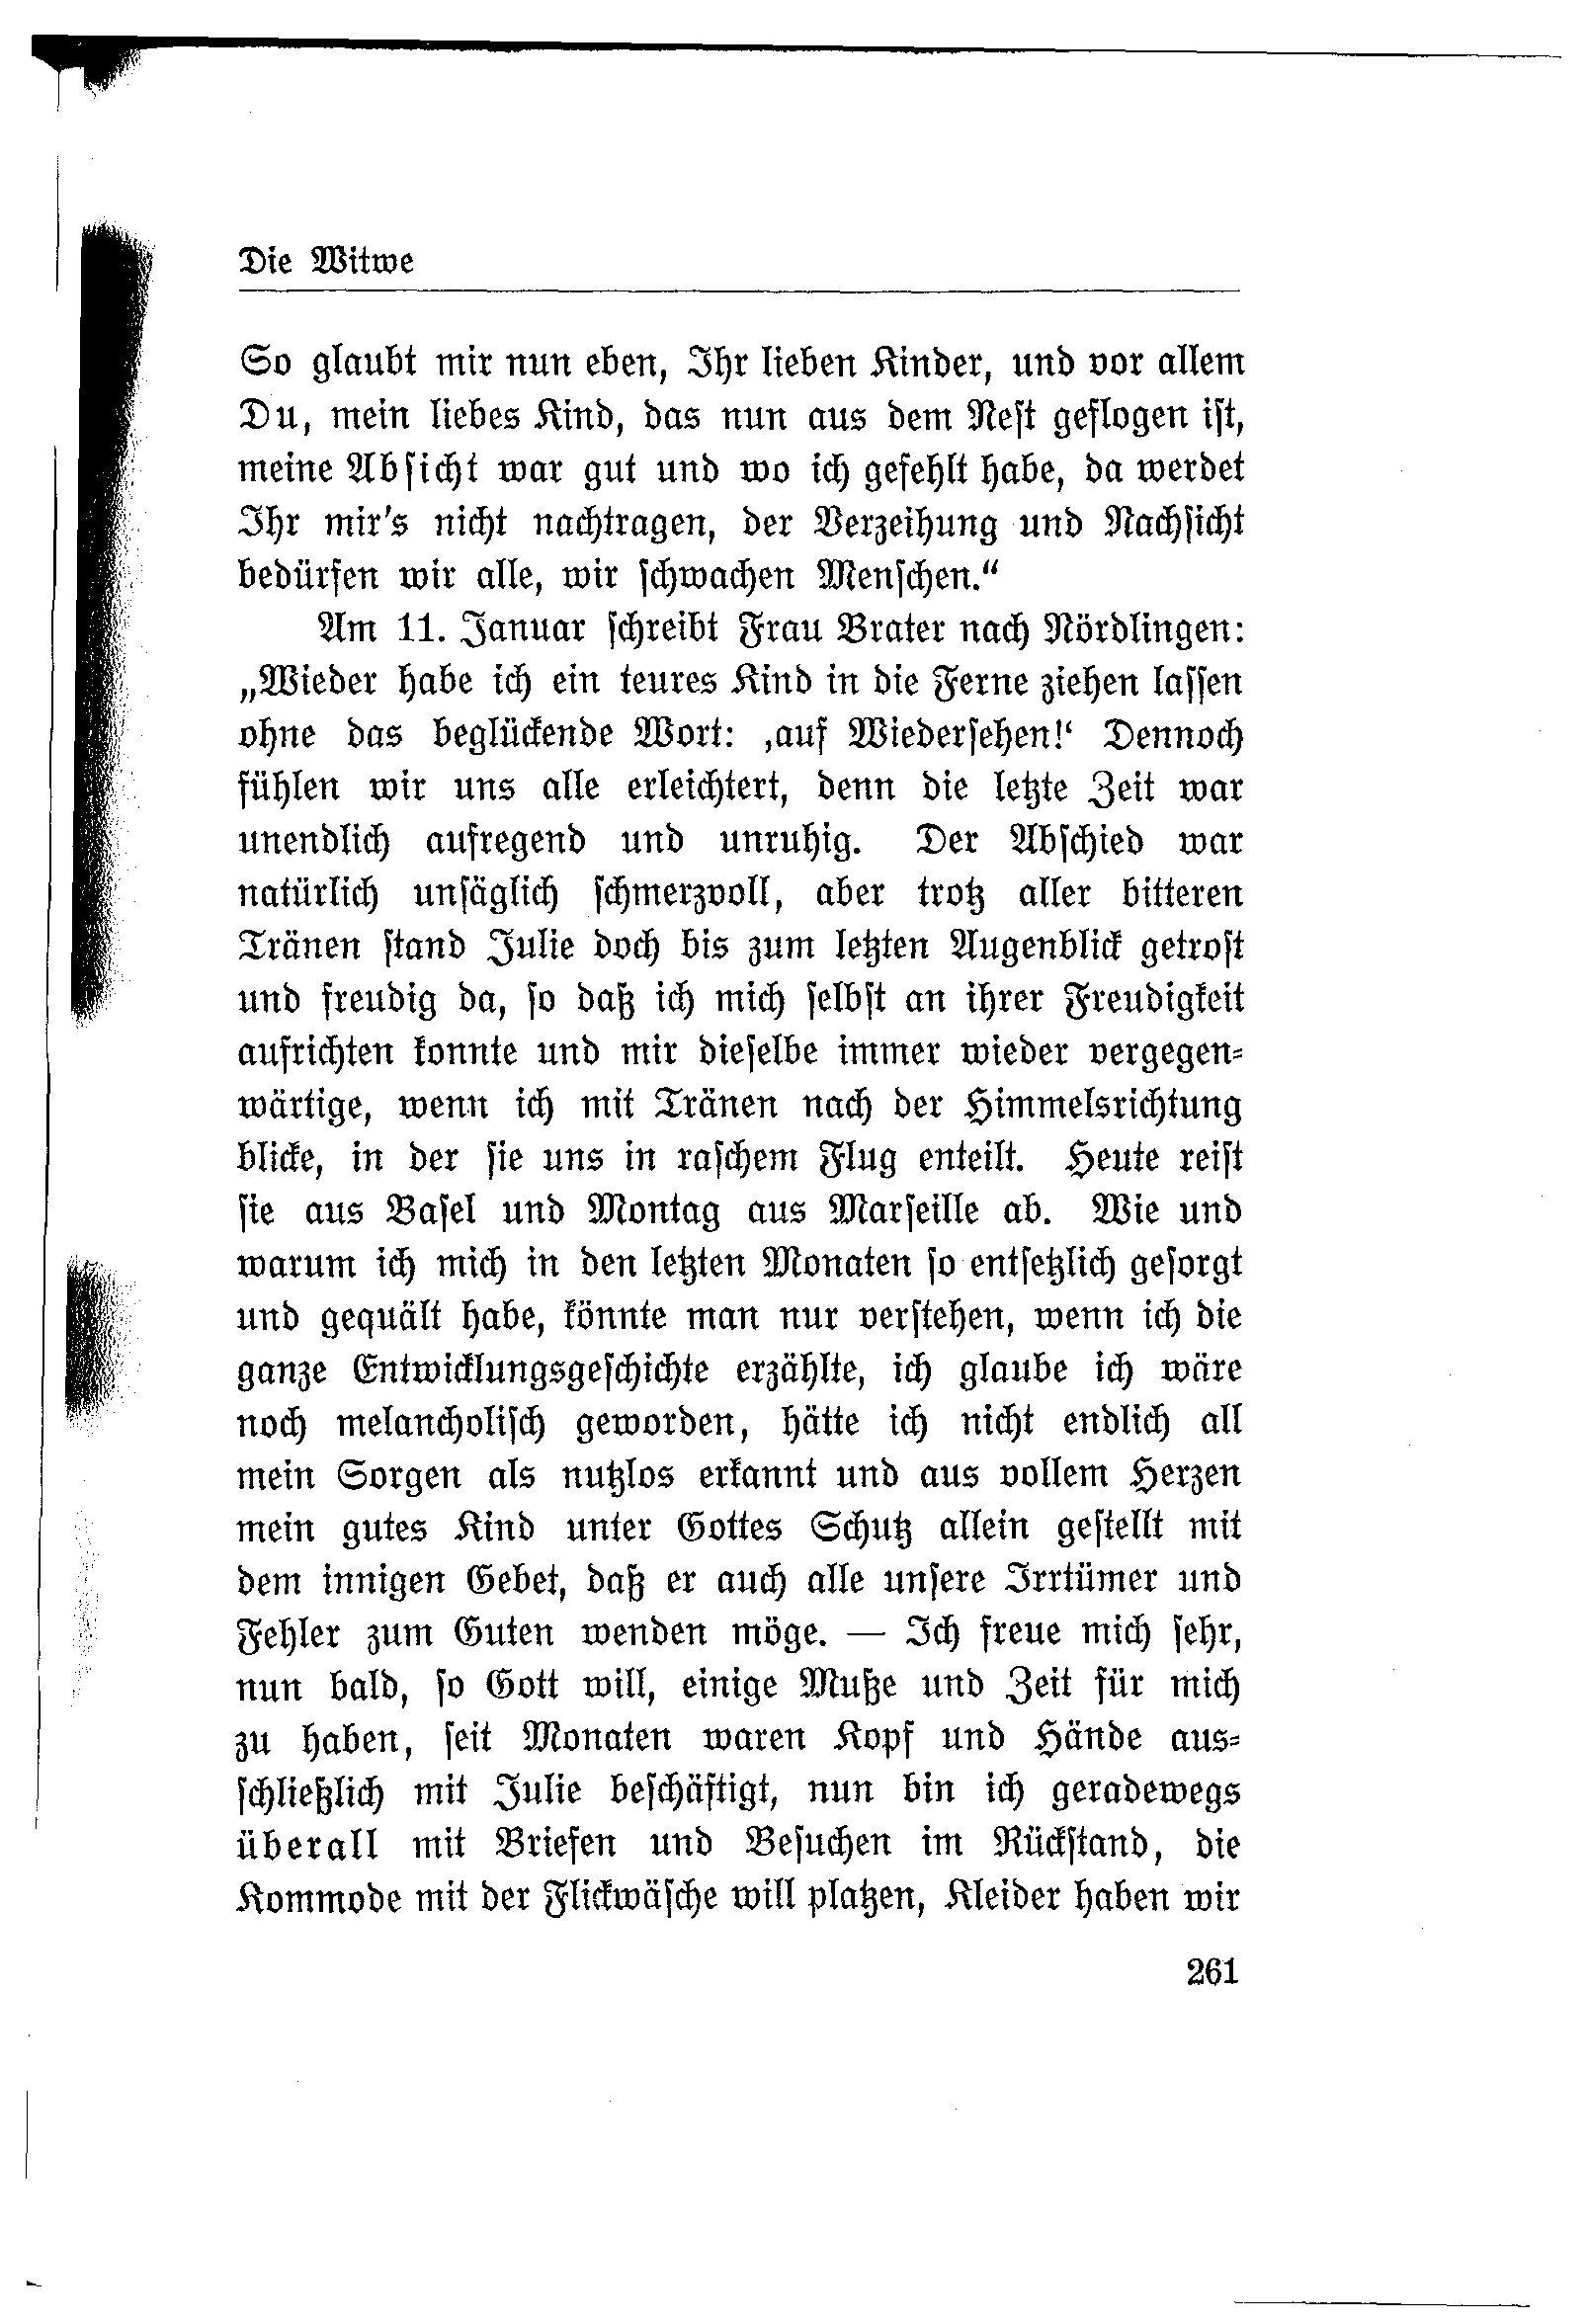 Die Witwe
So glaubt mir nun eben, Ihr lieben Kinder, und vor allem
Du, mein liebes Kind, das nun aus dem Nest geflogen ist,
meine Absicht war gut und wo ich gefehlt habe, da werdet
Ihr mir's nicht nachtragen, der Verzeihung und Nachsicht
bedürfen wir alle, wir schwachen Menschen.“
Am 11. Januar schreibt Frau Brater nach Nördlingen:
„Wieder habe ich ein teures Kind in die Ferne ziehen lassen
ohne das beglückende Wort: ‚auf Wiedersehen!‘ Dennoch
fühlen wir uns alle erleichtert, denn die letzte Zeit war
unendlich aufregend und unruhig. Der Abschied war
natürlich unsäglich schmerzvoll, aber trotz aller bitteren
Tränen stand Julie doch bis zum letzten Augenblick getrost
und freudig da, so daß ich mich selbst an ihrer Freudigkeit
aufrichten konnte und mir dieselbe immer wieder vergegen-
wärtige, wenn ich mit Tränen nach der Himmelsrichtung
blicke, in der sie uns in raschem Flug enteilt. Heute reist
sie aus Basel und Montag aus Marseille ab. Wie und
warum ich mich in den letzten Monaten so entsetzlich gesorgt
und gequält habe, könnte man nur verstehen, wenn ich die
ganze Entwicklungsgeschichte erzählte, ich glaube ich wäre
noch melancholisch geworden, hätte ich nicht endlich all
mein Sorgen als nutzlos erkannt und aus vollem Herzen
mein gutes Kind unter Gottes Schutz allein gestellt mit
dem innigen Gebet, daß er auch alle unsere Irrtümer und
Fehler zum Guten wenden möge. — Ich freue mich sehr,
nun bald, so Gott will, einige Muße und Zeit für mich
zu haben, seit Monaten waren Kopf und Hände aus-
schließlich mit Julie beschäftigt, nun bin ich geradewegs
überall mit Briefen und Besuchen im Rückstand, die
Kommode mit der Flickwäsche will platzen, Kleider haben wir
261